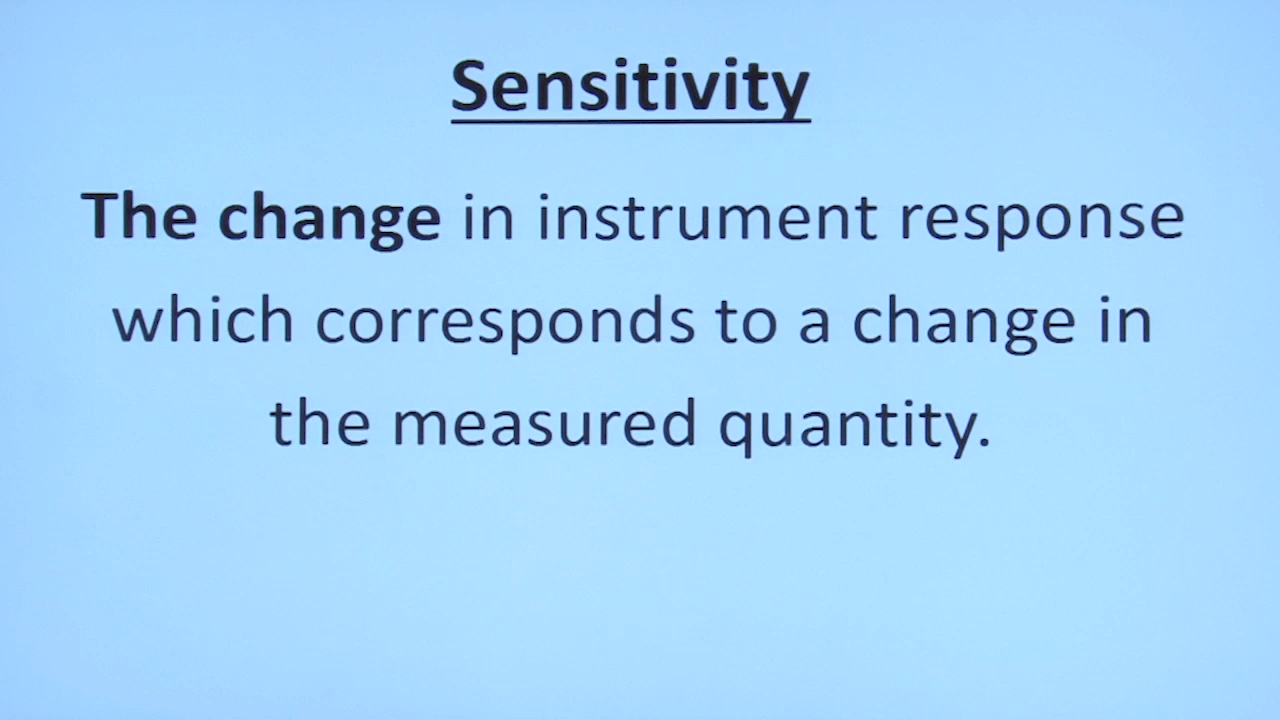 Sensitivity
The change in instrument response
which corresponds to a change in
the measured quantity.